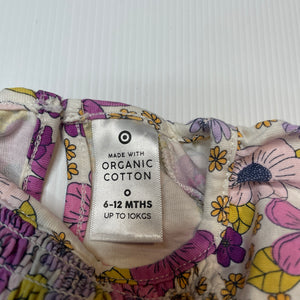 MADE WITH
ORGANIC
COTTON
0
6-12 MTHS
UP TO 10KGS